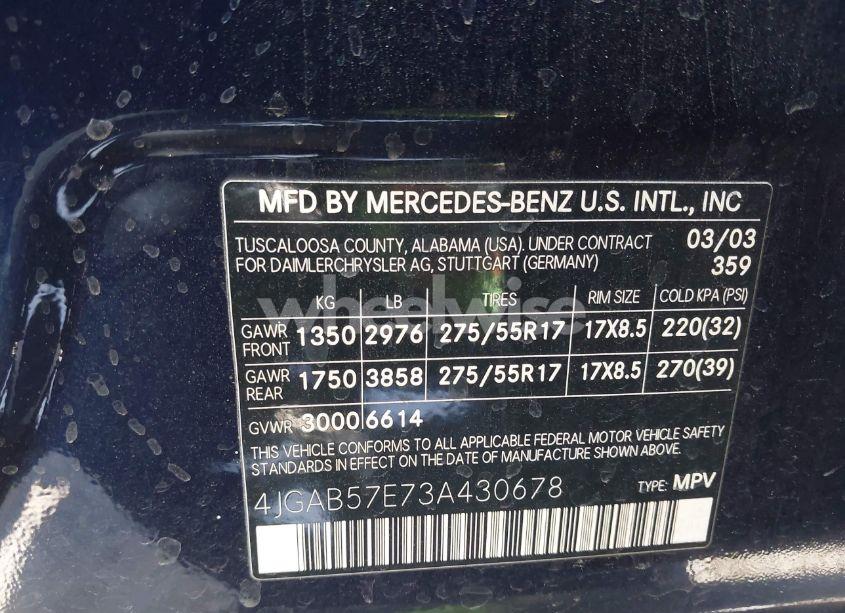 MFD BY MERCEDES-BENZ U.S. INTL., INC
TUSCALOOSA COUNTY, ALABAMA (USA). UNDER CONTRACT 03/03
FOR DAIMLERCHRYSLER AG, STUTTGART (GERMANY) 359
KG LB TIRES RIM SIZE COLD KPA (PSI)
GAWR FRONT 1350 2976 275/55R17 17X8.5 220(32)
GAWR REAR 1750 3858 275/55R17 17X8.5 270(39)
GVWR 3000 6614
THIS VEHICLE CONFORMS TO ALL APPLICABLE FEDERAL MOTOR VEHICLE SAFETY
STANDARDS IN EFFECT ON THE DATE OF MANUFACTURE SHOWN ABOVE.
4JGAB57E73A430678 TYPE: MPV
wheelwise